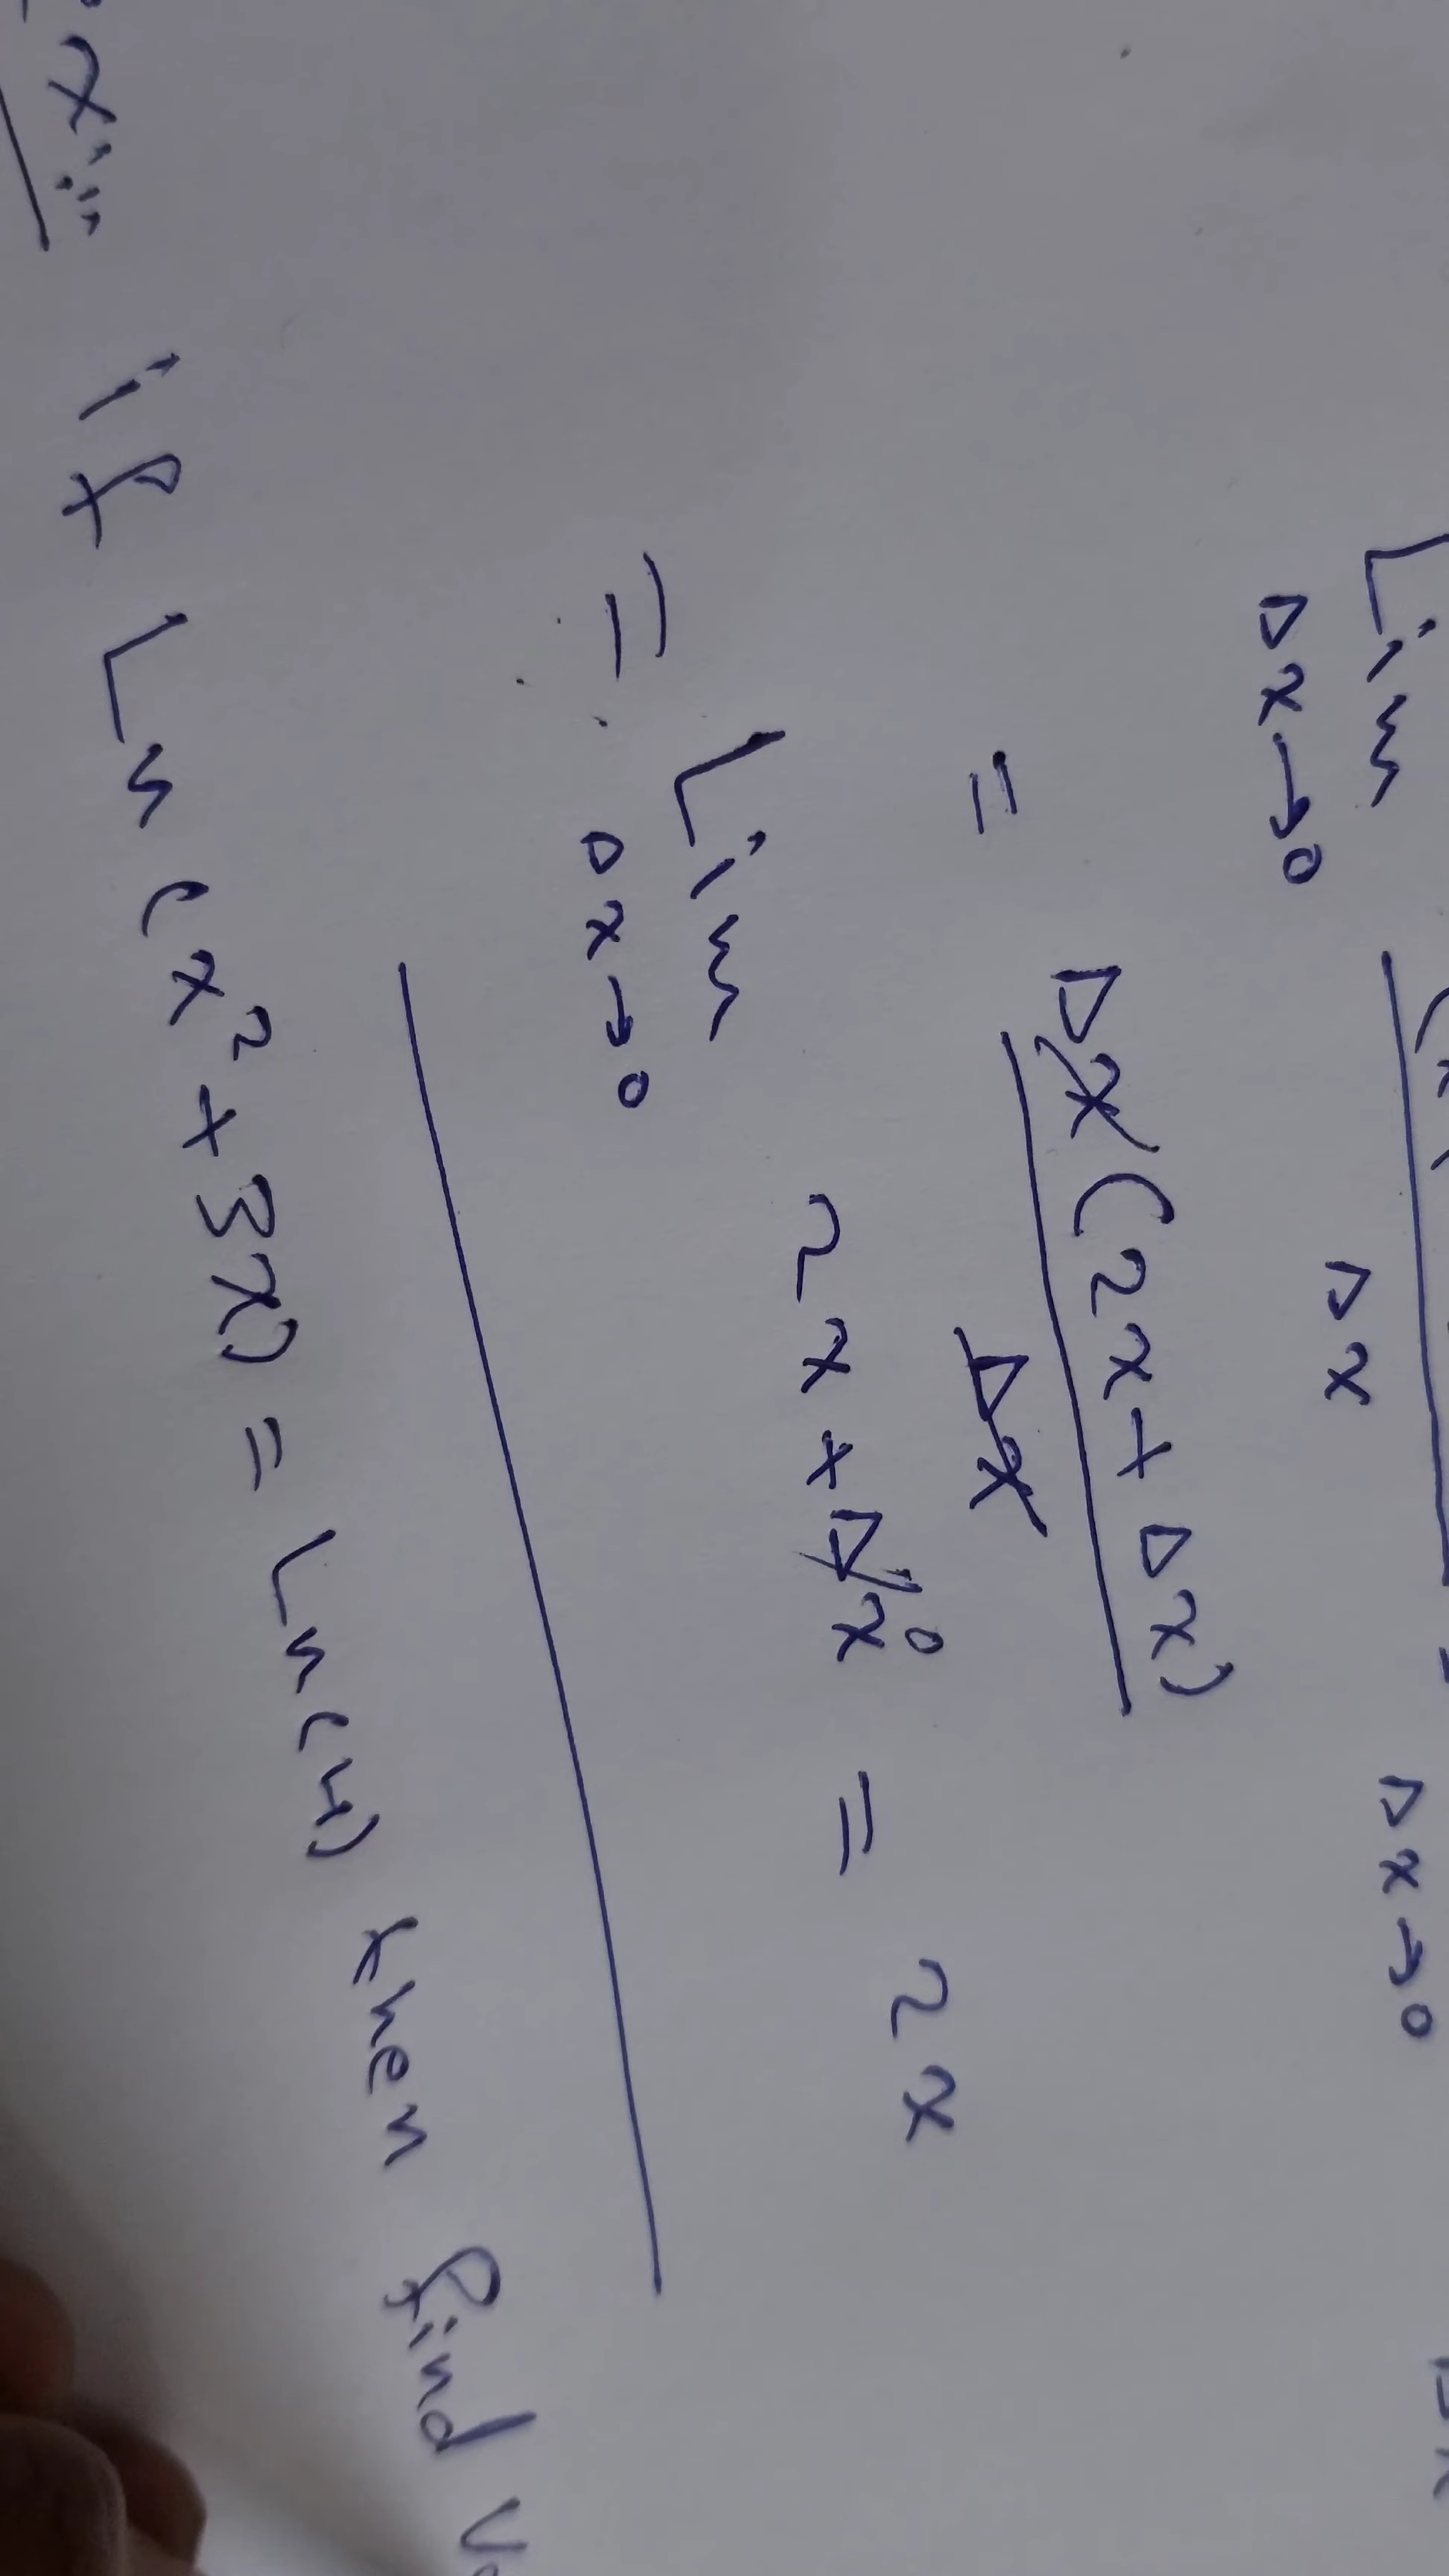 Lim
Δx→0
Δx
Δx→0
= Δx(2x+Δx)
Δx
= Lim 2x+Δx⁰ = 2x
Δx→0
if Ln(x²+3x) = Ln(4) then find